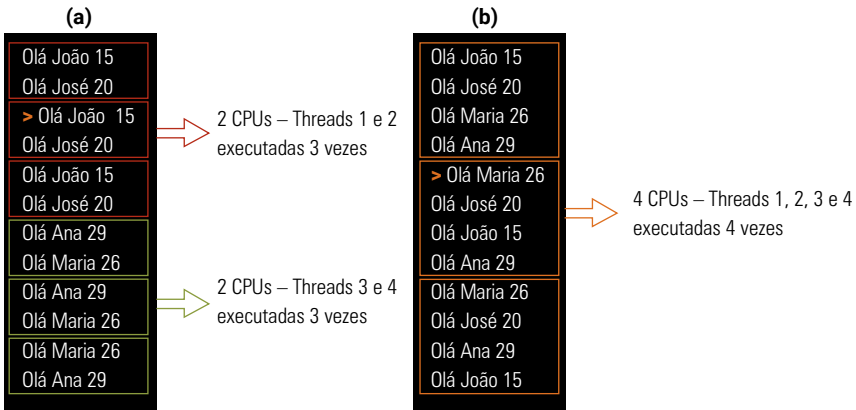 (a)
Olá João 15
Olá José 20
> Olá João 15
Olá José 20
Olá João 15
Olá José 20
Olá Ana 29
Olá Maria 26
Olá Ana 29
Olá Maria 26
Olá Maria 26
Olá Ana 29
2 CPUs – Threads 1 e 2
executadas 3 vezes
2 CPUs – Threads 3 e 4
executadas 3 vezes
(b)
Olá João 15
Olá José 20
Olá Maria 26
Olá Ana 29
> Olá Maria 26
Olá José 20
Olá João 15
Olá Ana 29
Olá Maria 26
Olá José 20
Olá Ana 29
Olá João 15
4 CPUs – Threads 1, 2, 3 e 4
executadas 4 vezes